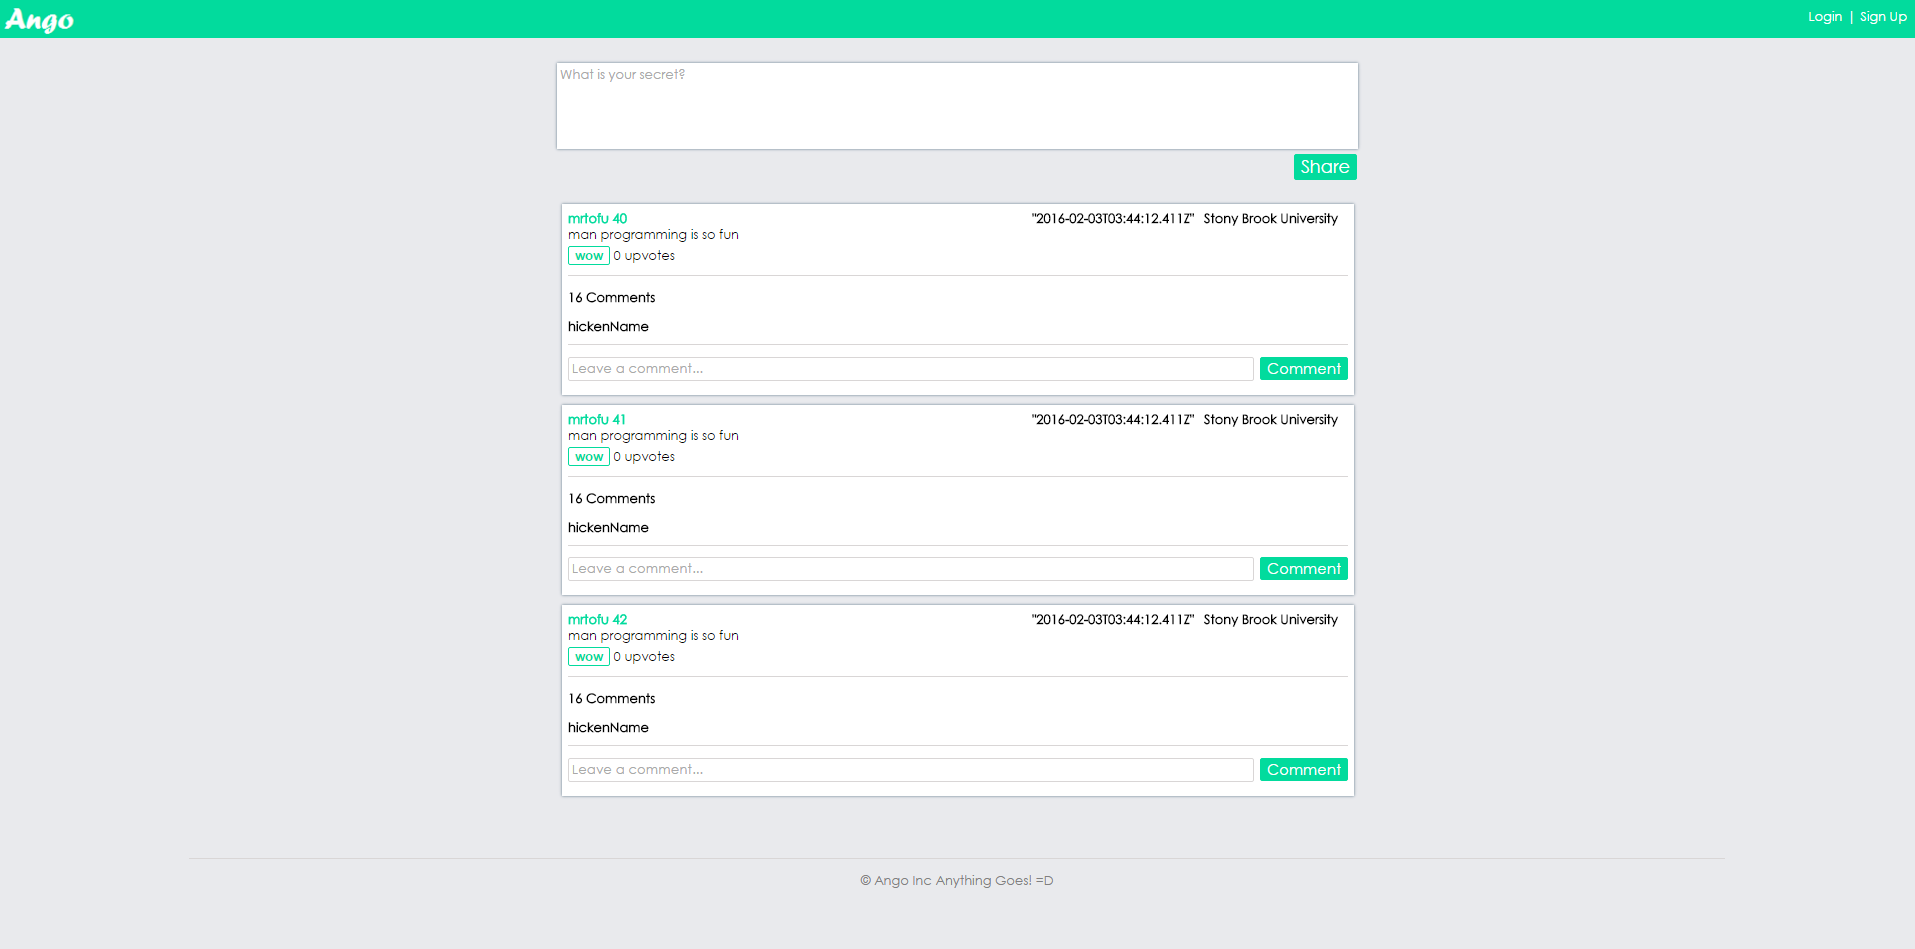 Ango
Login | Sign Up
What is your secret?
Share
mrtofu 40 "2016-02-03T03:44:12.411Z" Stony Brook University
man programming is so fun
wow 0 upvotes
16 Comments
hickenName
Leave a comment... Comment
mrtofu 41 "2016-02-03T03:44:12.411Z" Stony Brook University
man programming is so fun
wow 0 upvotes
16 Comments
hickenName
Leave a comment... Comment
mrtofu 42 "2016-02-03T03:44:12.411Z" Stony Brook University
man programming is so fun
wow 0 upvotes
16 Comments
hickenName
Leave a comment... Comment
© Ango Inc Anything Goes! =D